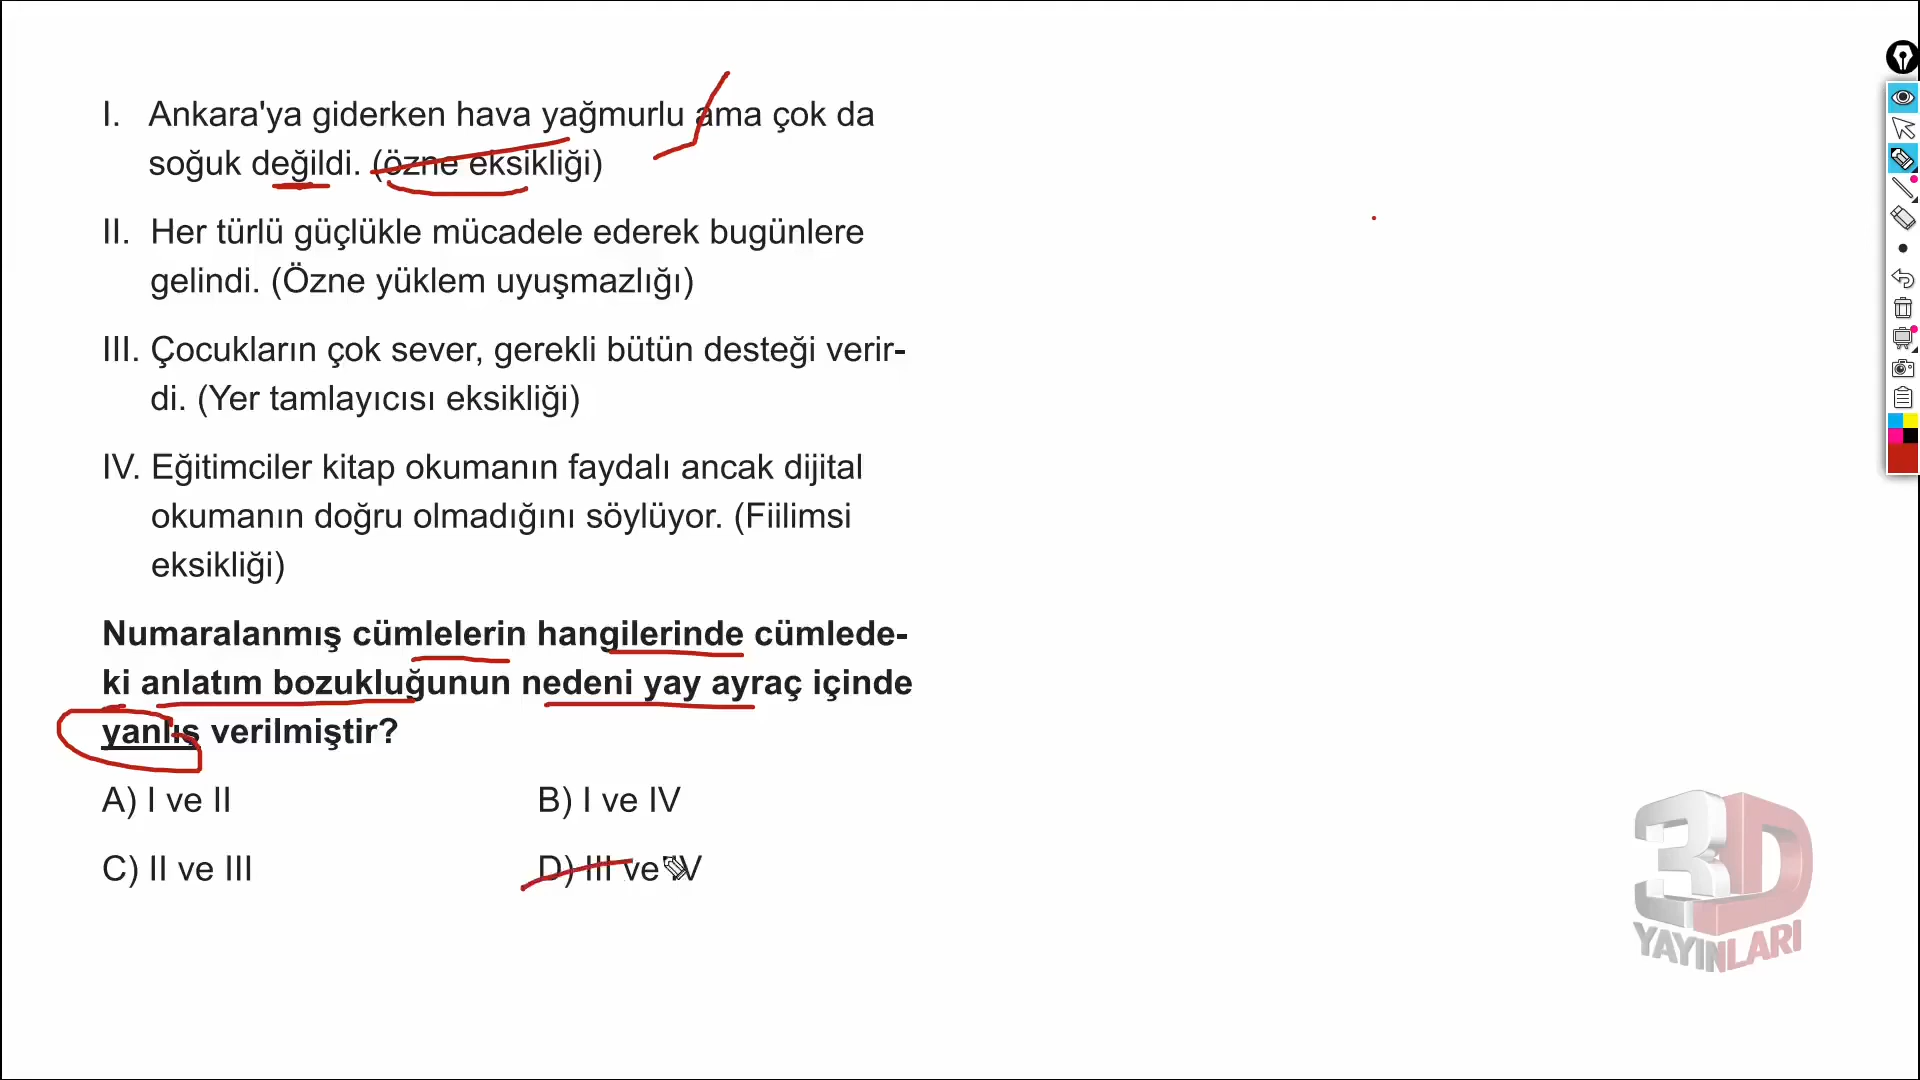 I. Ankara'ya giderken hava yağmurlu ama çok da
soğuk değildi. (özne eksikliği)
II. Her türlü güçlükle mücadele ederek bugünlere
gelindi. (Özne yüklem uyuşmazlığı)
III. Çocukların çok sever, gerekli bütün desteği verir-
di. (Yer tamlayıcısı eksikliği)
IV. Eğitimciler kitap okumanın faydalı ancak dijital
okumanın doğru olmadığını söylüyor. (Fiilimsi
eksikliği)
Numaralanmış cümlelerin hangilerinde cümlede-
ki anlatım bozukluğunun nedeni yay ayraç içinde
yanlış verilmiştir?
A) I ve II
B) I ve IV
C) II ve III
D) III ve IV
3D
YAYINLARI